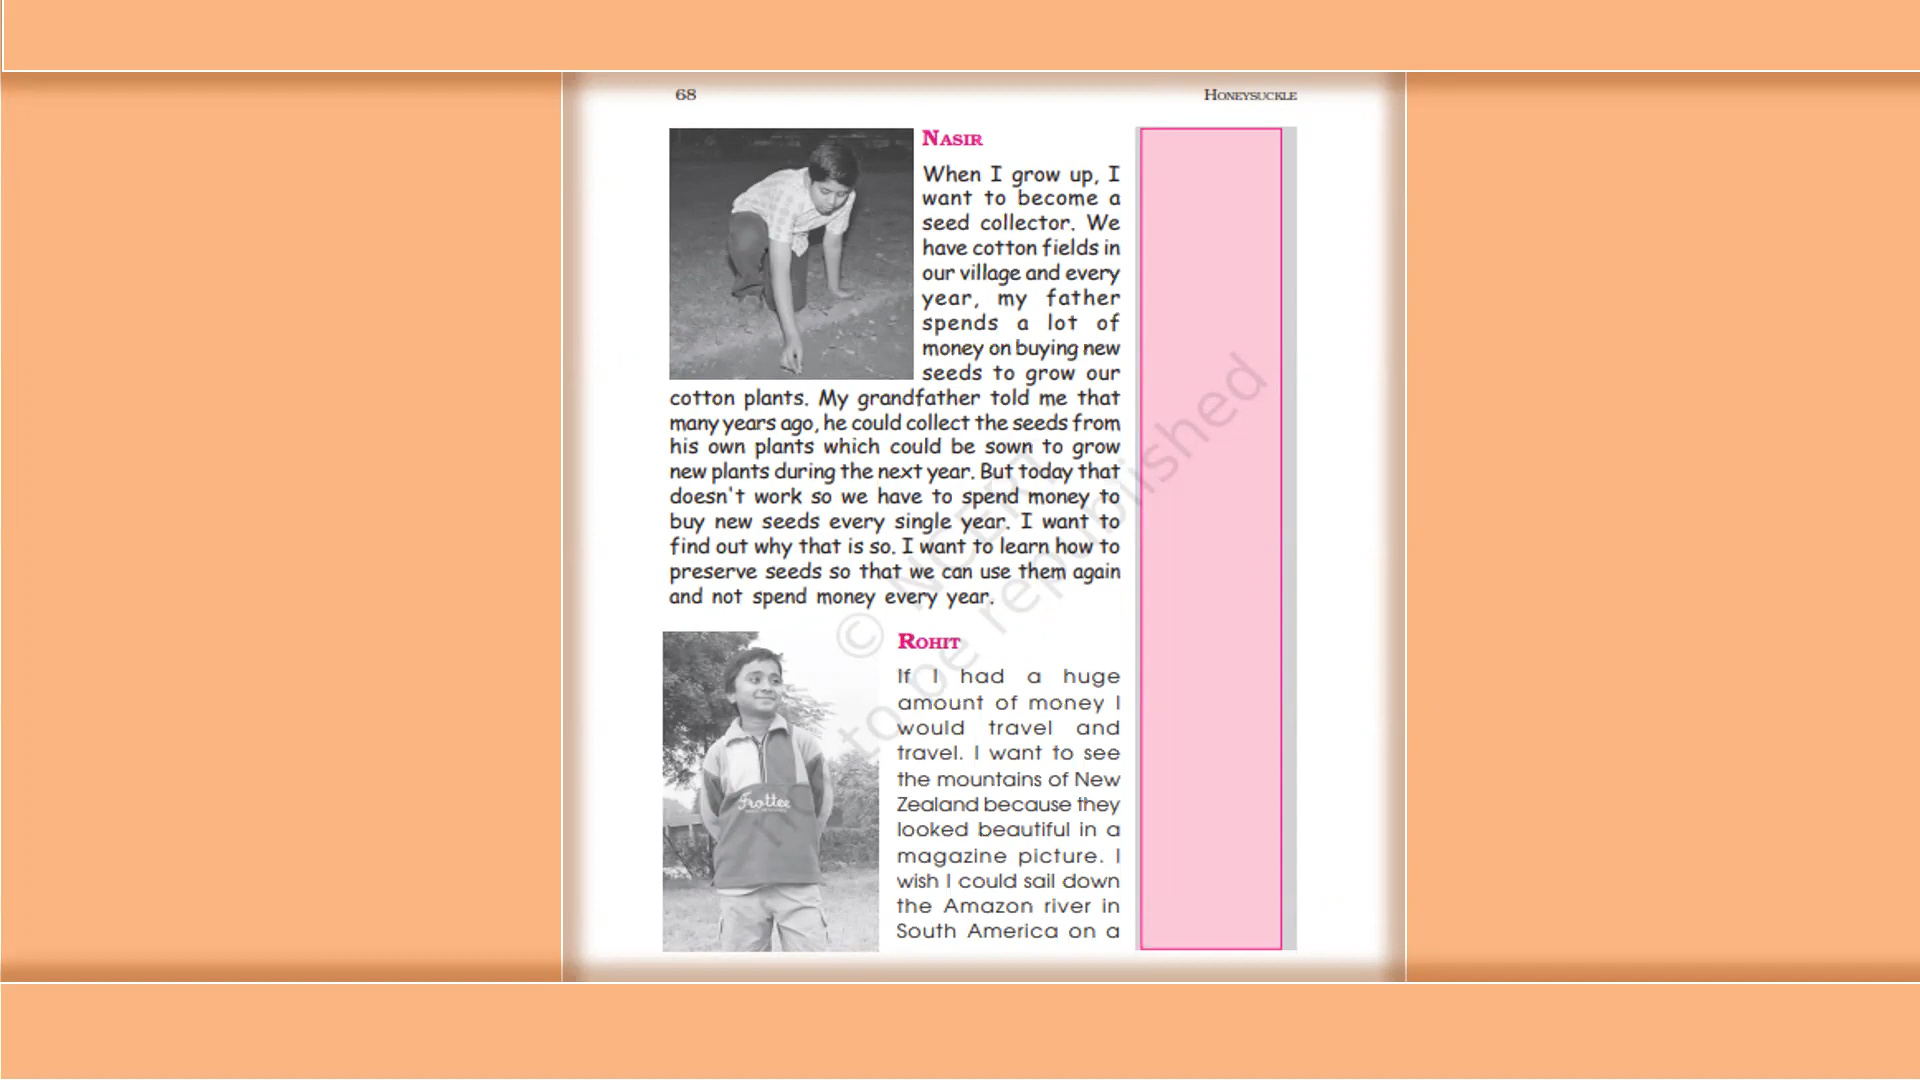 68
HONEYSUCKLE
NASIR
When I grow up, I
want to become a
seed collector. We
have cotton fields in
our village and every
year, my father
spends a lot of
money on buying new
seeds to grow our
cotton plants. My grandfather told me that
many years ago, he could collect the seeds from
his own plants which could be sown to grow
new plants during the next year. But today that
doesn't work so we have to spend money to
buy new seeds every single year. I want to
find out why that is so. I want to learn how to
preserve seeds so that we can use them again
and not spend money every year.
ROHIT
If I had a huge
amount of money I
would travel and
travel. I want to see
the mountains of New
Zealand because they
looked beautiful in a
magazine picture. I
wish I could sail down
the Amazon river in
South America on a
Frottee
© NCERT
not to be republished